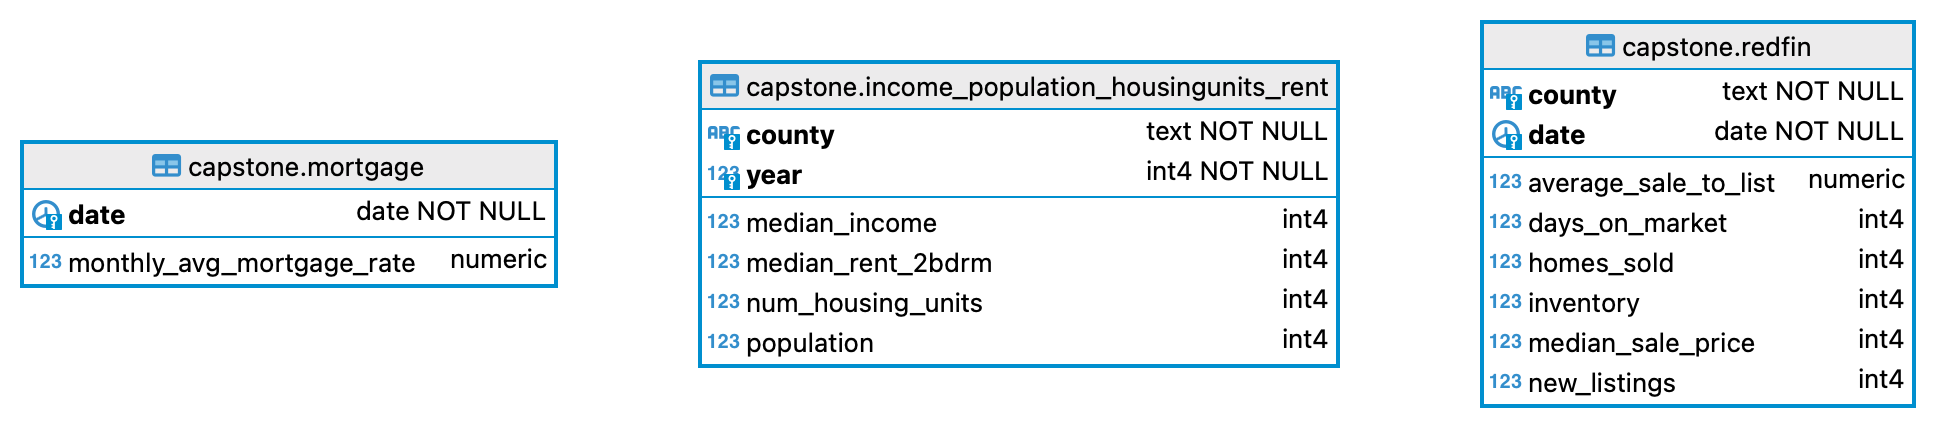 capstone.mortgage
date date NOT NULL
123 monthly_avg_mortgage_rate numeric
capstone.income_population_housingunits_rent
ABC county text NOT NULL
123 year int4 NOT NULL
123 median_income int4
123 median_rent_2bdrm int4
123 num_housing_units int4
123 population int4
capstone.redfin
ABC county text NOT NULL
date date NOT NULL
123 average_sale_to_list numeric
123 days_on_market int4
123 homes_sold int4
123 inventory int4
123 median_sale_price int4
123 new_listings int4